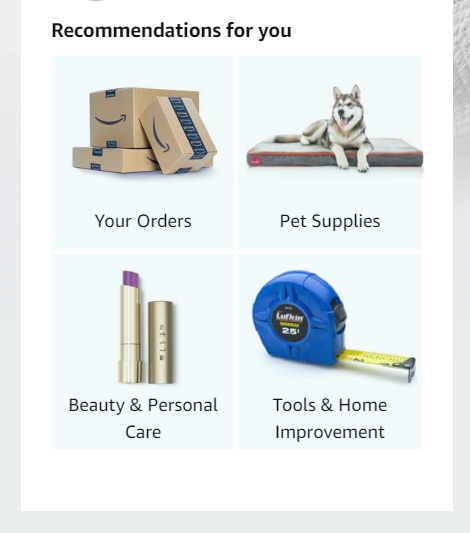 Recommendations for you
Your Orders
Pet Supplies
Lufkin
25'
Beauty & Personal
Care
Tools & Home
Improvement